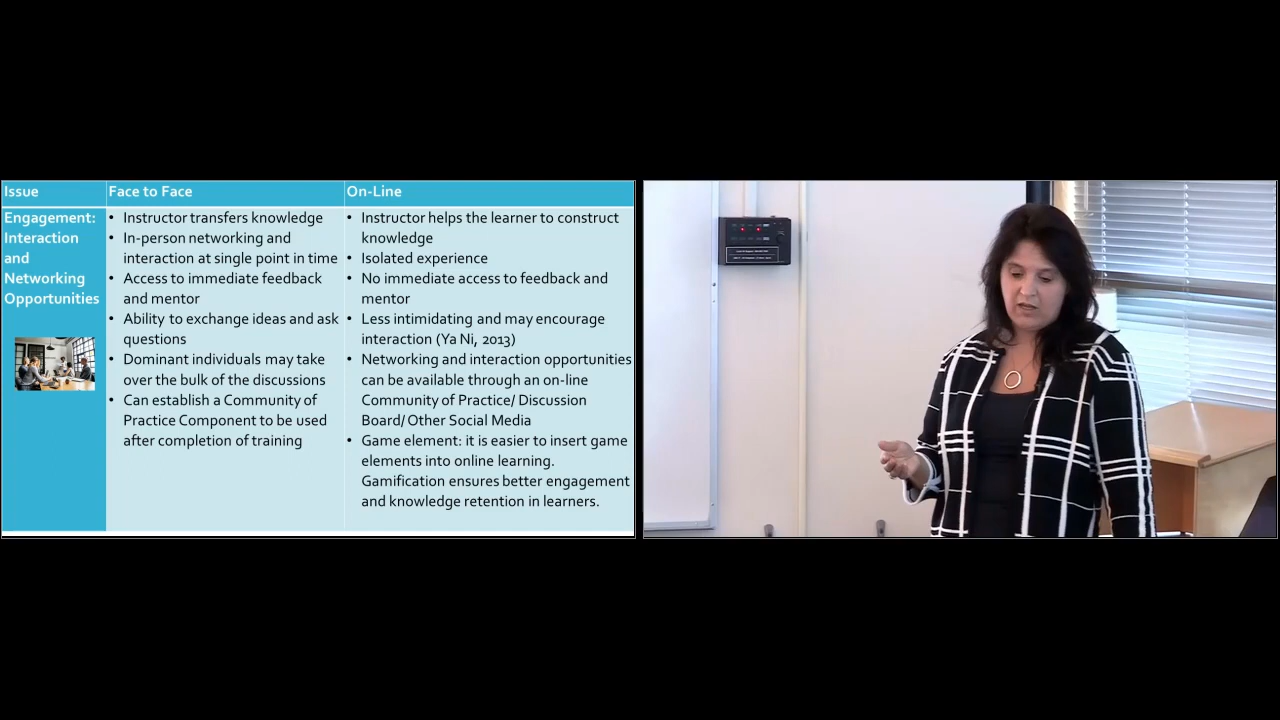 Issue
Face to Face
On-Line
Engagement:
Interaction
and
Networking
Opportunities
• Instructor transfers knowledge
• In-person networking and
interaction at single point in time
• Access to immediate feedback
and mentor
• Ability to exchange ideas and ask
questions
• Dominant individuals may take
over the bulk of the discussions
• Can establish a Community of
Practice Component to be used
after completion of training
• Instructor helps the learner to construct
knowledge
• Isolated experience
• No immediate access to feedback and
mentor
• Less intimidating and may encourage
interaction (Ya Ni, 2013)
• Networking and interaction opportunities
can be available through an on-line
Community of Practice/ Discussion
Board/ Other Social Media
• Game element: it is easier to insert game
elements into online learning.
Gamification ensures better engagement
and knowledge retention in learners.